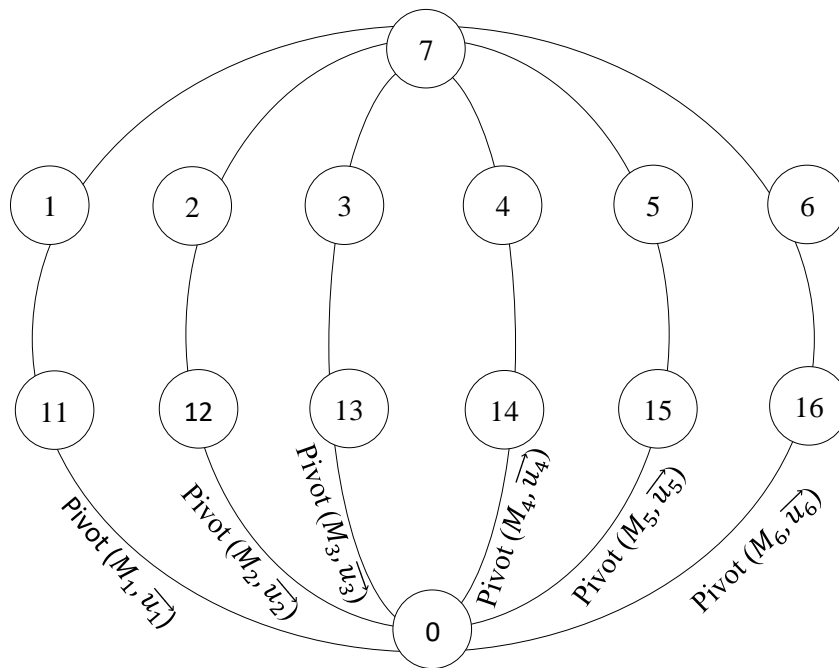 7
1 2 3 4 5 6
11 12 13 14 15 16
Pivot (M₁, u₁⃗)
Pivot (M₂, u₂⃗)
Pivot (M₃, u₃⃗)
Pivot (M₄, u₄⃗)
Pivot (M₅, u₅⃗)
Pivot (M₆, u₆⃗)
0